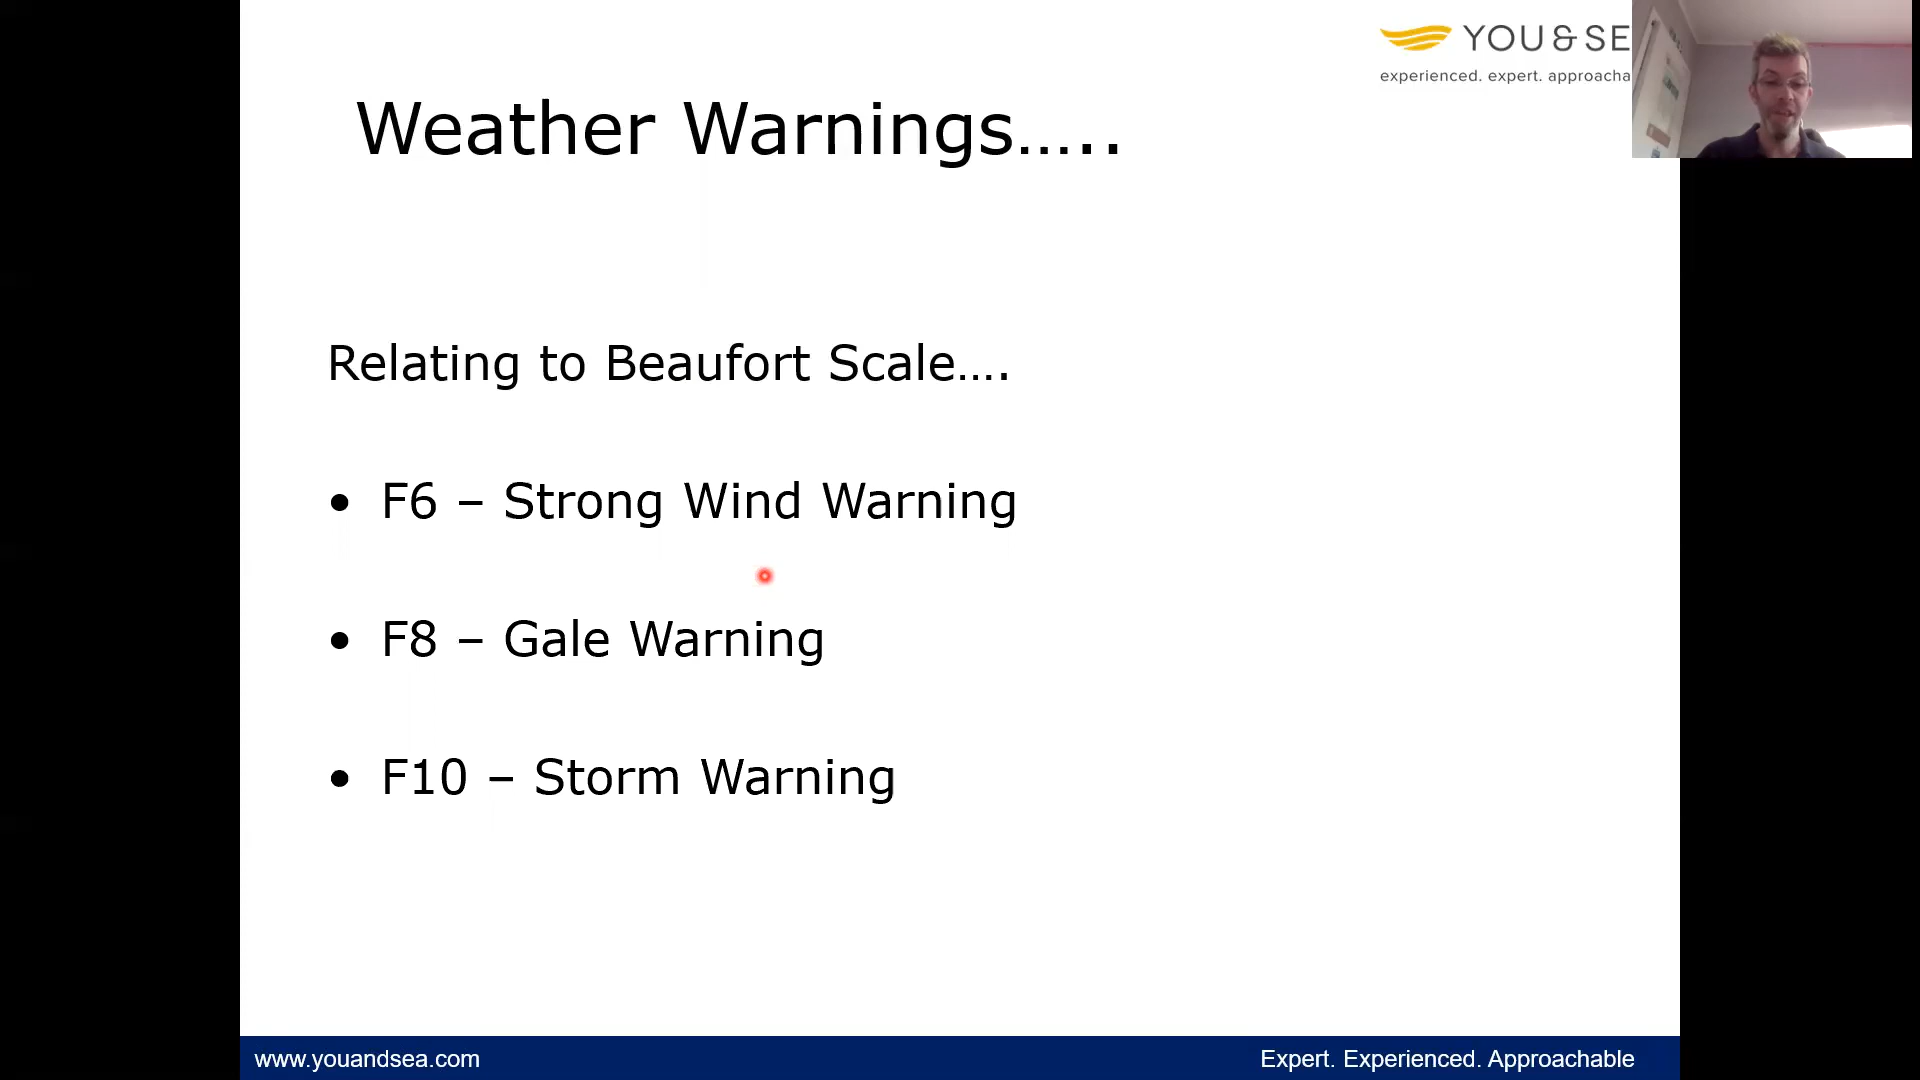 YOU & SE
experienced. expert. approacha
Weather Warnings…..
Relating to Beaufort Scale….
• F6 – Strong Wind Warning
• F8 – Gale Warning
• F10 – Storm Warning
www.youandsea.com
Expert. Experienced. Approachable